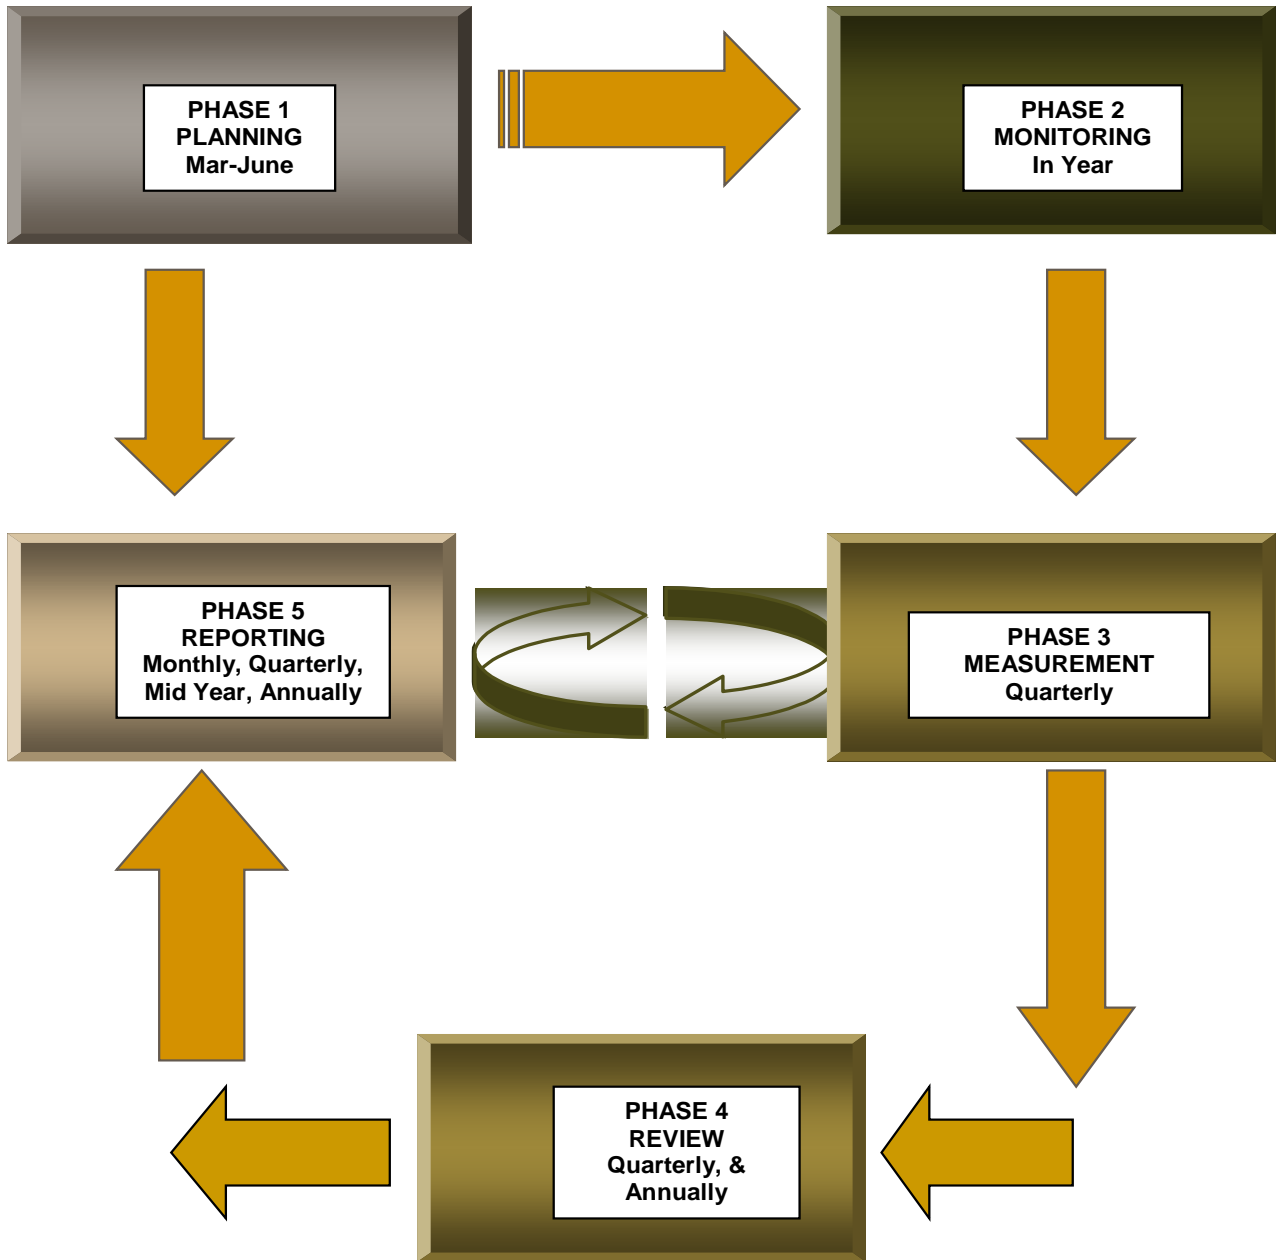 PHASE 1
PLANNING
Mar-June
PHASE 2
MONITORING
In Year
PHASE 5
REPORTING
Monthly, Quarterly,
Mid Year, Annually
PHASE 3
MEASUREMENT
Quarterly
PHASE 4
REVIEW
Quarterly, &
Annually